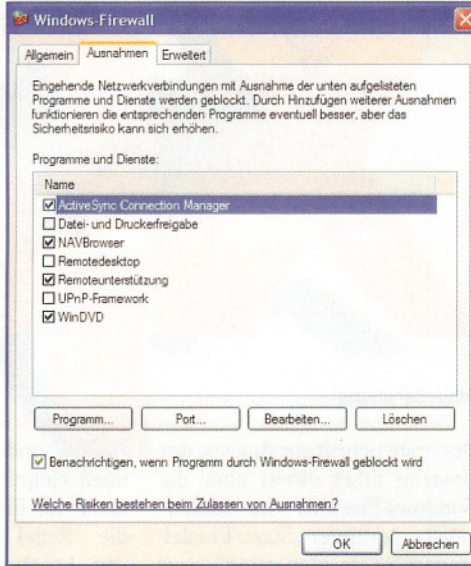 Windows-Firewall
Allgemein Ausnahmen Erweitert
Eingehende Netzwerkverbindungen mit Ausnahme der unten aufgelisteten
Programme und Dienste werden geblockt. Durch Hinzufügen weiterer Ausnahmen
funktionieren die entsprechenden Programme eventuell besser, aber das
Sicherheitsrisiko kann sich erhöhen.
Programme und Dienste:
Name
ActiveSync Connection Manager
Datei- und Druckerfreigabe
NAVBrowser
Remotedesktop
Remoteunterstützung
UPnP-Framework
WinDVD
Programm... Port... Bearbeiten... Löschen
Benachrichtigen, wenn Programm durch Windows-Firewall geblockt wird
Welche Risiken bestehen beim Zulassen von Ausnahmen?
OK Abbrechen